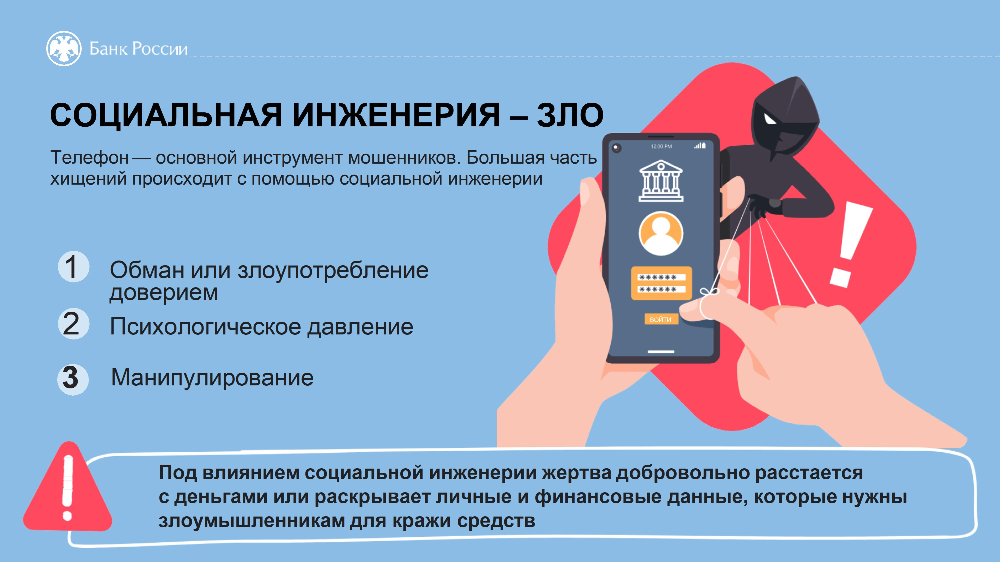 Банк России
СОЦИАЛЬНАЯ ИНЖЕНЕРИЯ – ЗЛО
Телефон — основной инструмент мошенников. Большая часть
хищений происходит с помощью социальной инженерии
1 Обман или злоупотребление
доверием
2 Психологическое давление
3 Манипулирование
12:00 PM
******
******
ВОЙТИ
Под влиянием социальной инженерии жертва добровольно расстается
с деньгами или раскрывает личные и финансовые данные, которые нужны
злоумышленникам для кражи средств